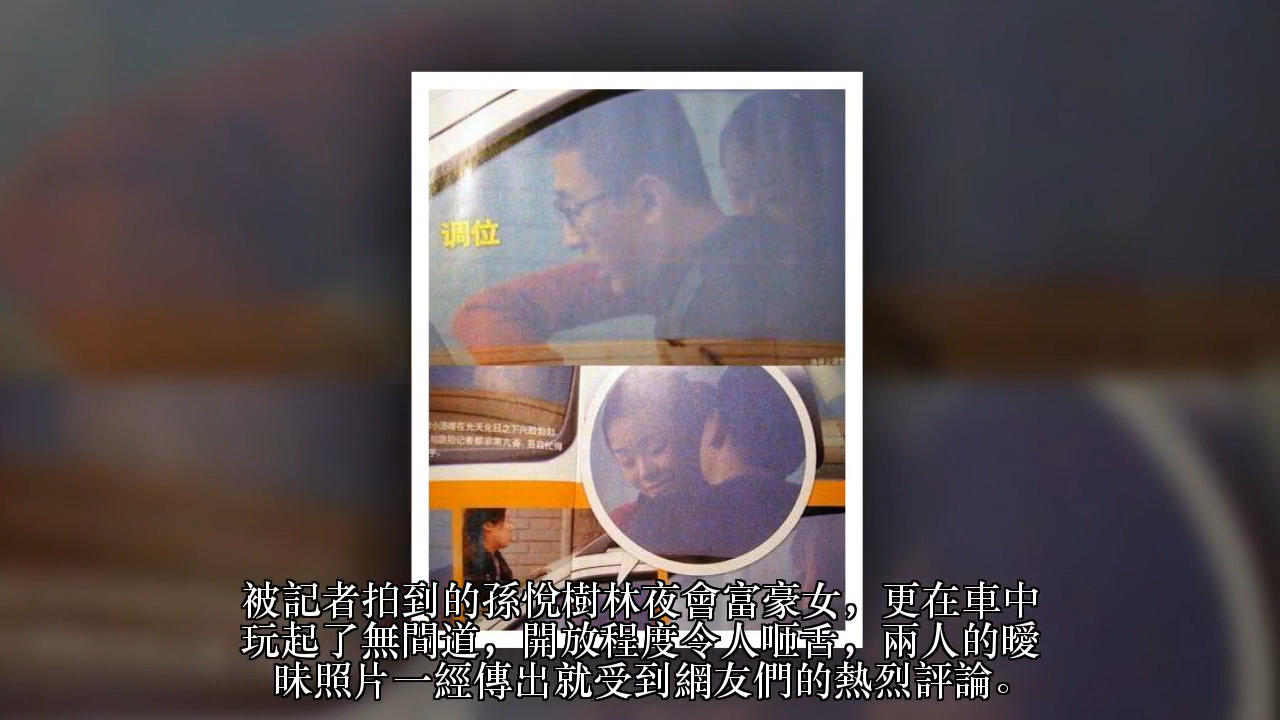 调位
被記者拍到的孫悅樹林夜會富豪女，更在車中
玩起了無間道，開放程度令人咂舌，兩人的曖
昧照片一經傳出就受到網友們的熱烈評論。